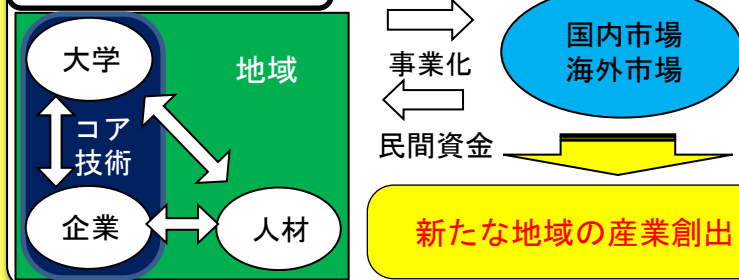 大学
地域
コア
技術
企業
人材
事業化
民間資金
国内市場
海外市場
新たな地域の産業創出